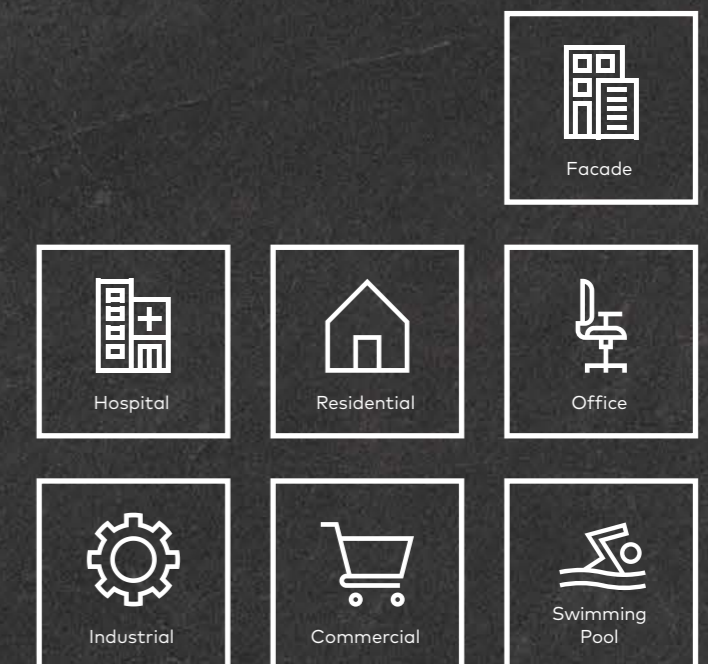 Facade
Hospital
Residential
Office
Industrial
Commercial
Swimming
Pool